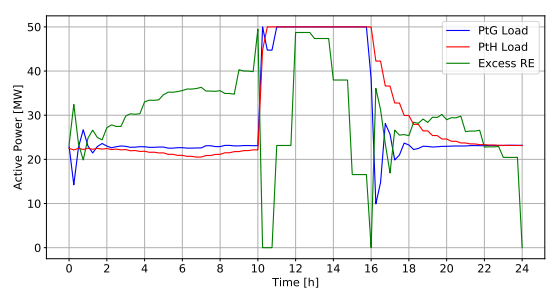 PtG Load
PtH Load
Excess RE
Active Power [MW]
50
40
30
20
10
0
0 2 4 6 8 10 12 14 16 18 20 22 24
Time [h]